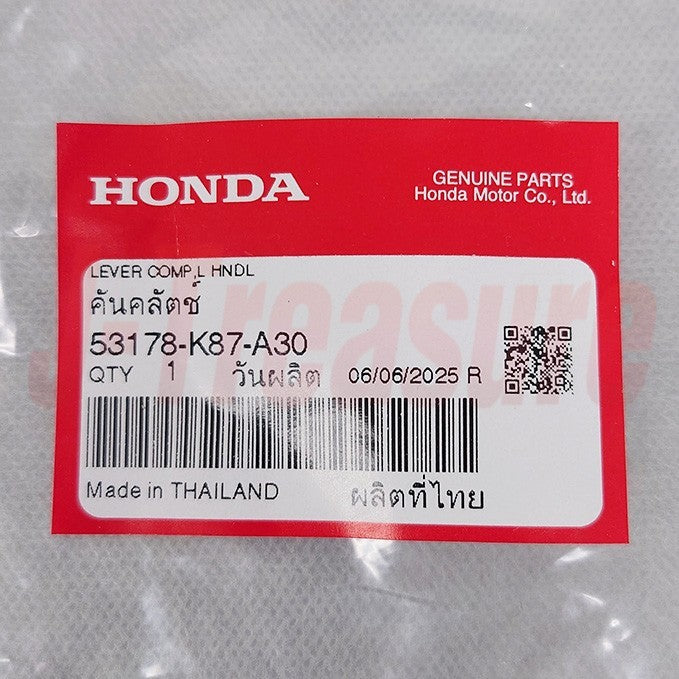 HONDA
GENUINE PARTS
Honda Motor Co., Ltd.
LEVER COMP,L HNDL
คันคลัตช์
53178-K87-A30
QTY 1 วันผลิต 06/06/2025 R
Made in THAILAND ผลิตที่ไทย